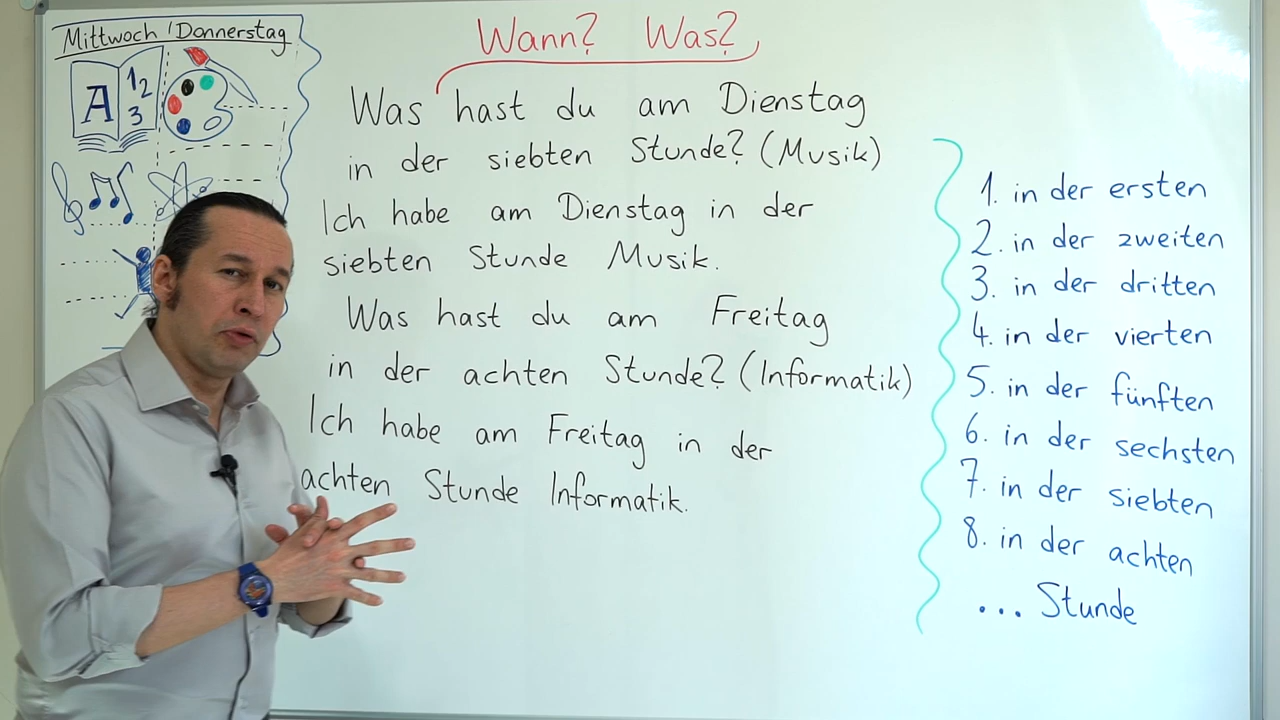 Mittwoch / Donnerstag
A 1 2 3
Wann? Was?
Was hast du am Dienstag
in der siebten Stunde? (Musik)
Ich habe am Dienstag in der
siebten Stunde Musik.
Was hast du am Freitag
in der achten Stunde? (Informatik)
Ich habe am Freitag in der
achten Stunde Informatik.
1. in der ersten
2. in der zweiten
3. in der dritten
4. in der vierten
5. in der fünften
6. in der sechsten
7. in der siebten
8. in der achten
... Stunde